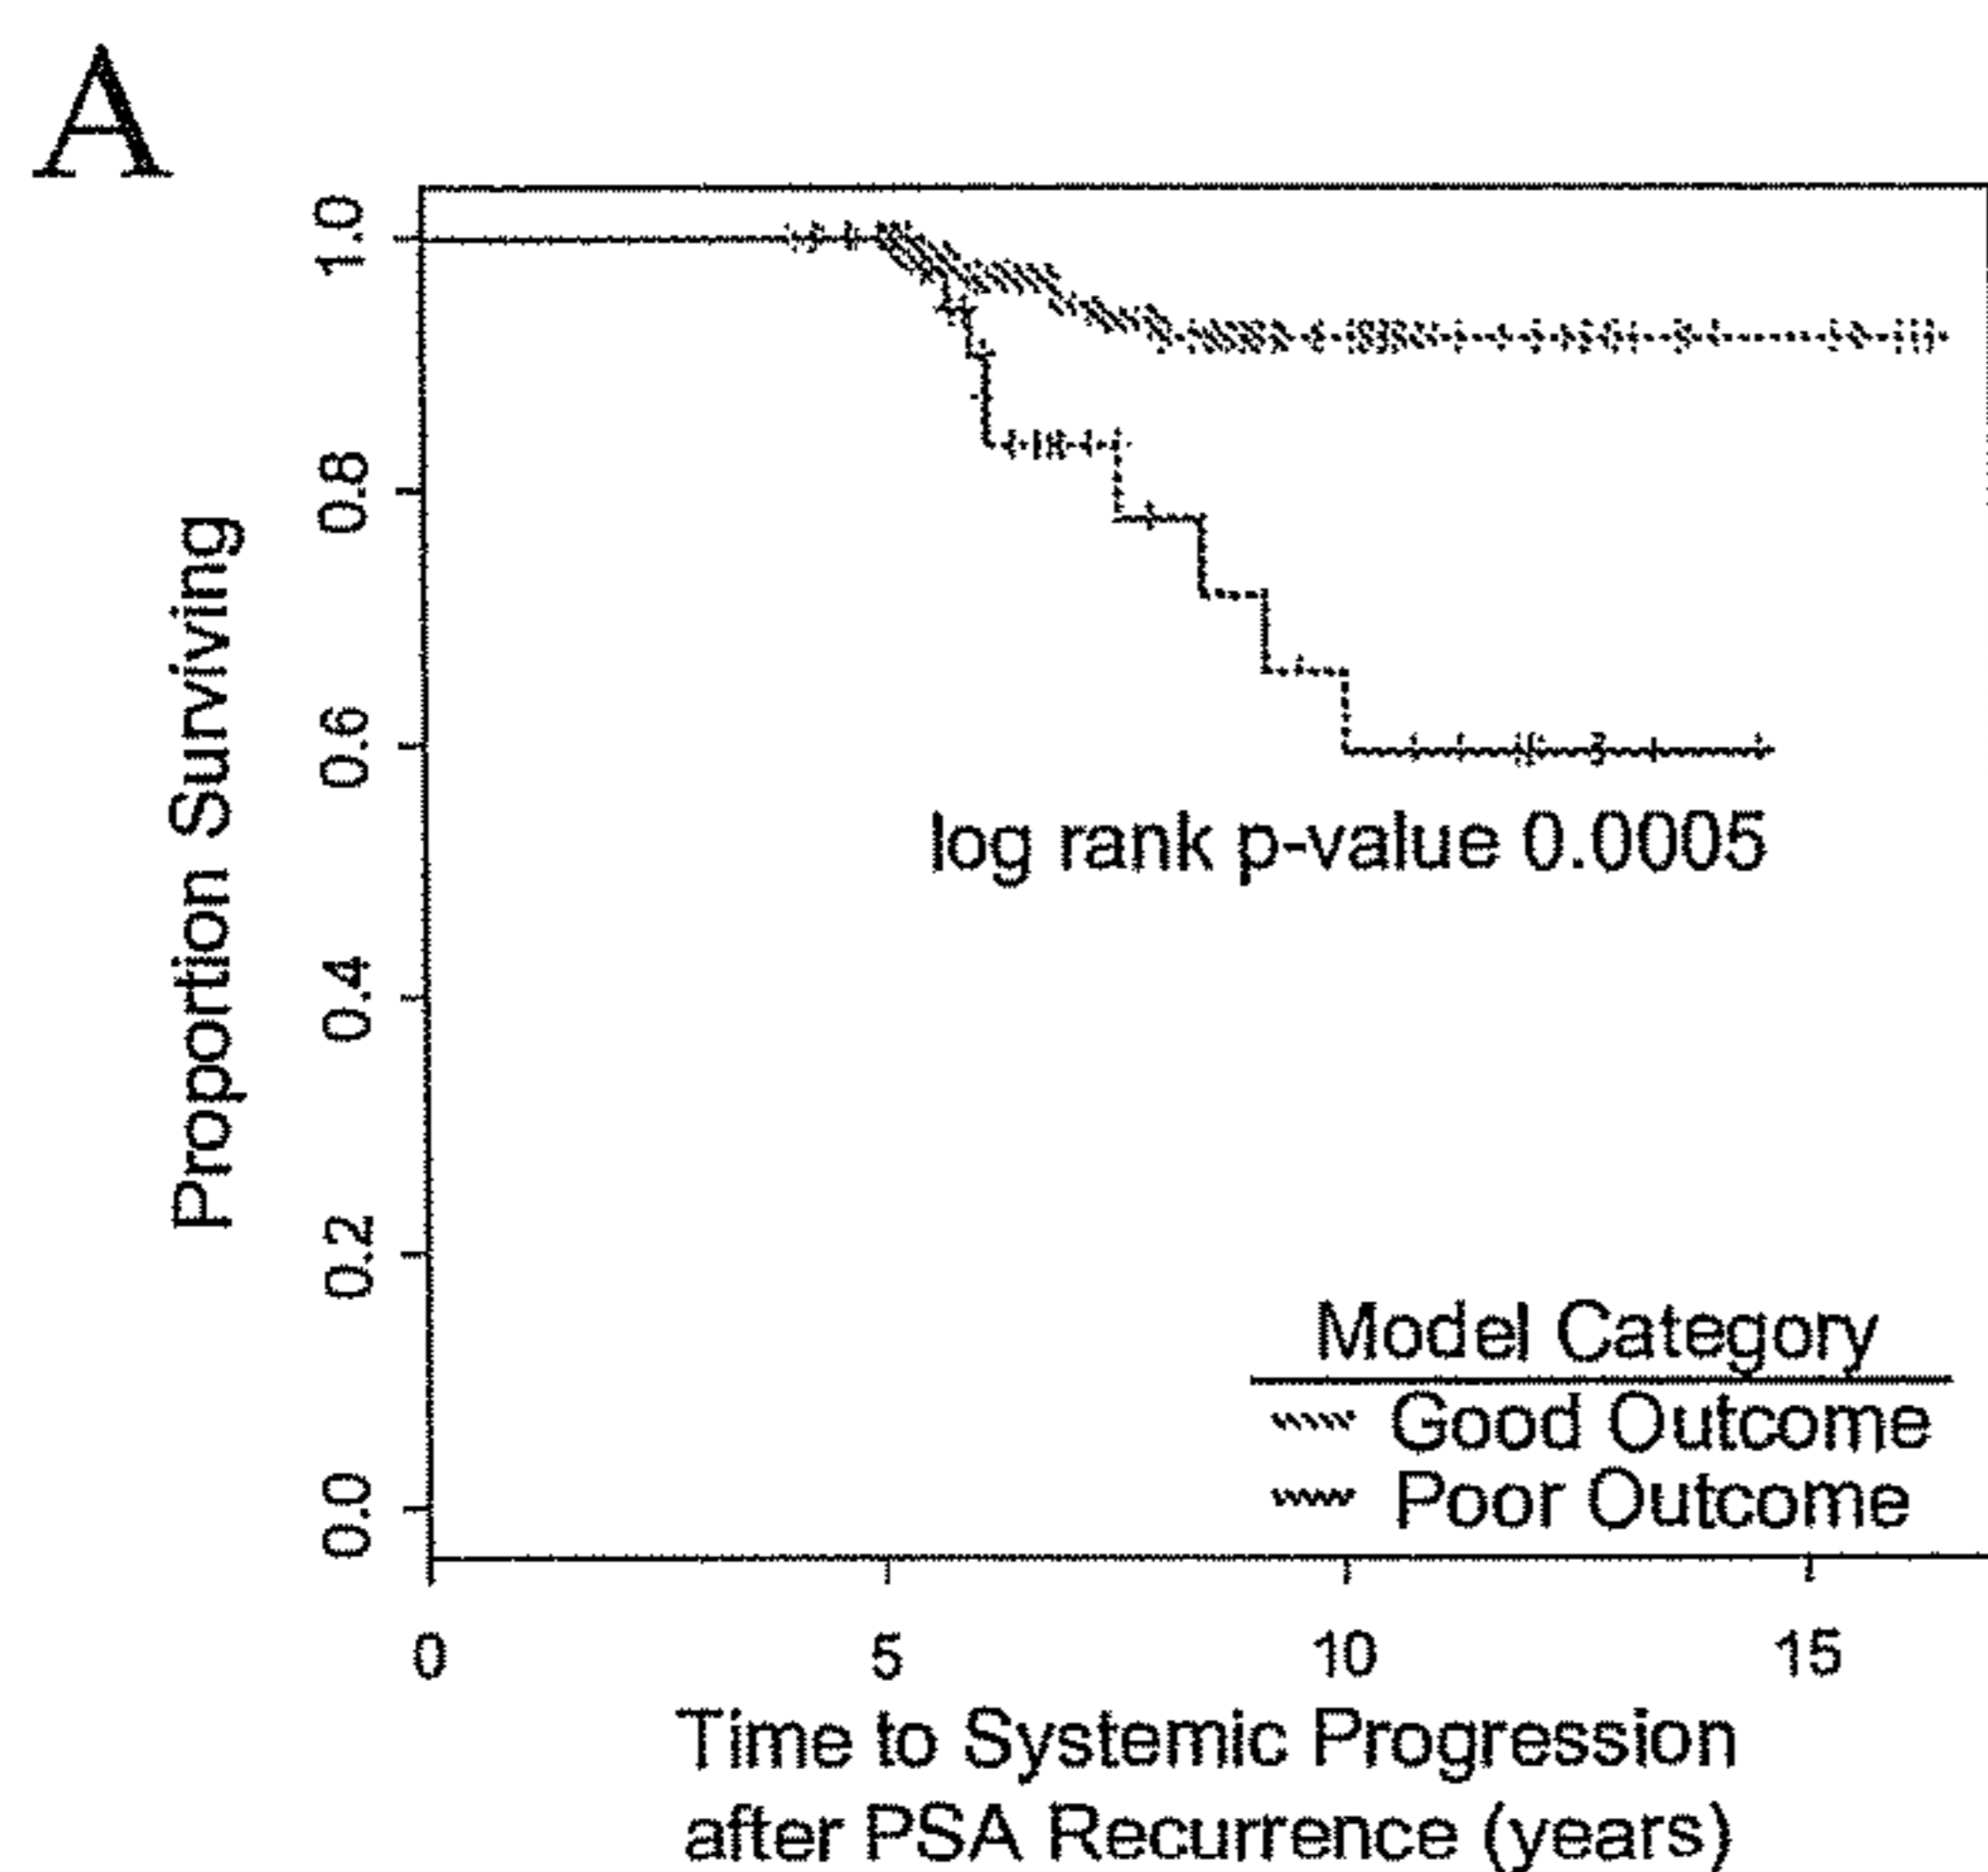 A
1.0
0.8
0.6
0.4
0.2
0.0
Proportion Surviving
log rank p-value 0.0005
Model Category
Good Outcome
Poor Outcome
0 5 10 15
Time to Systemic Progression
after PSA Recurrence (years)